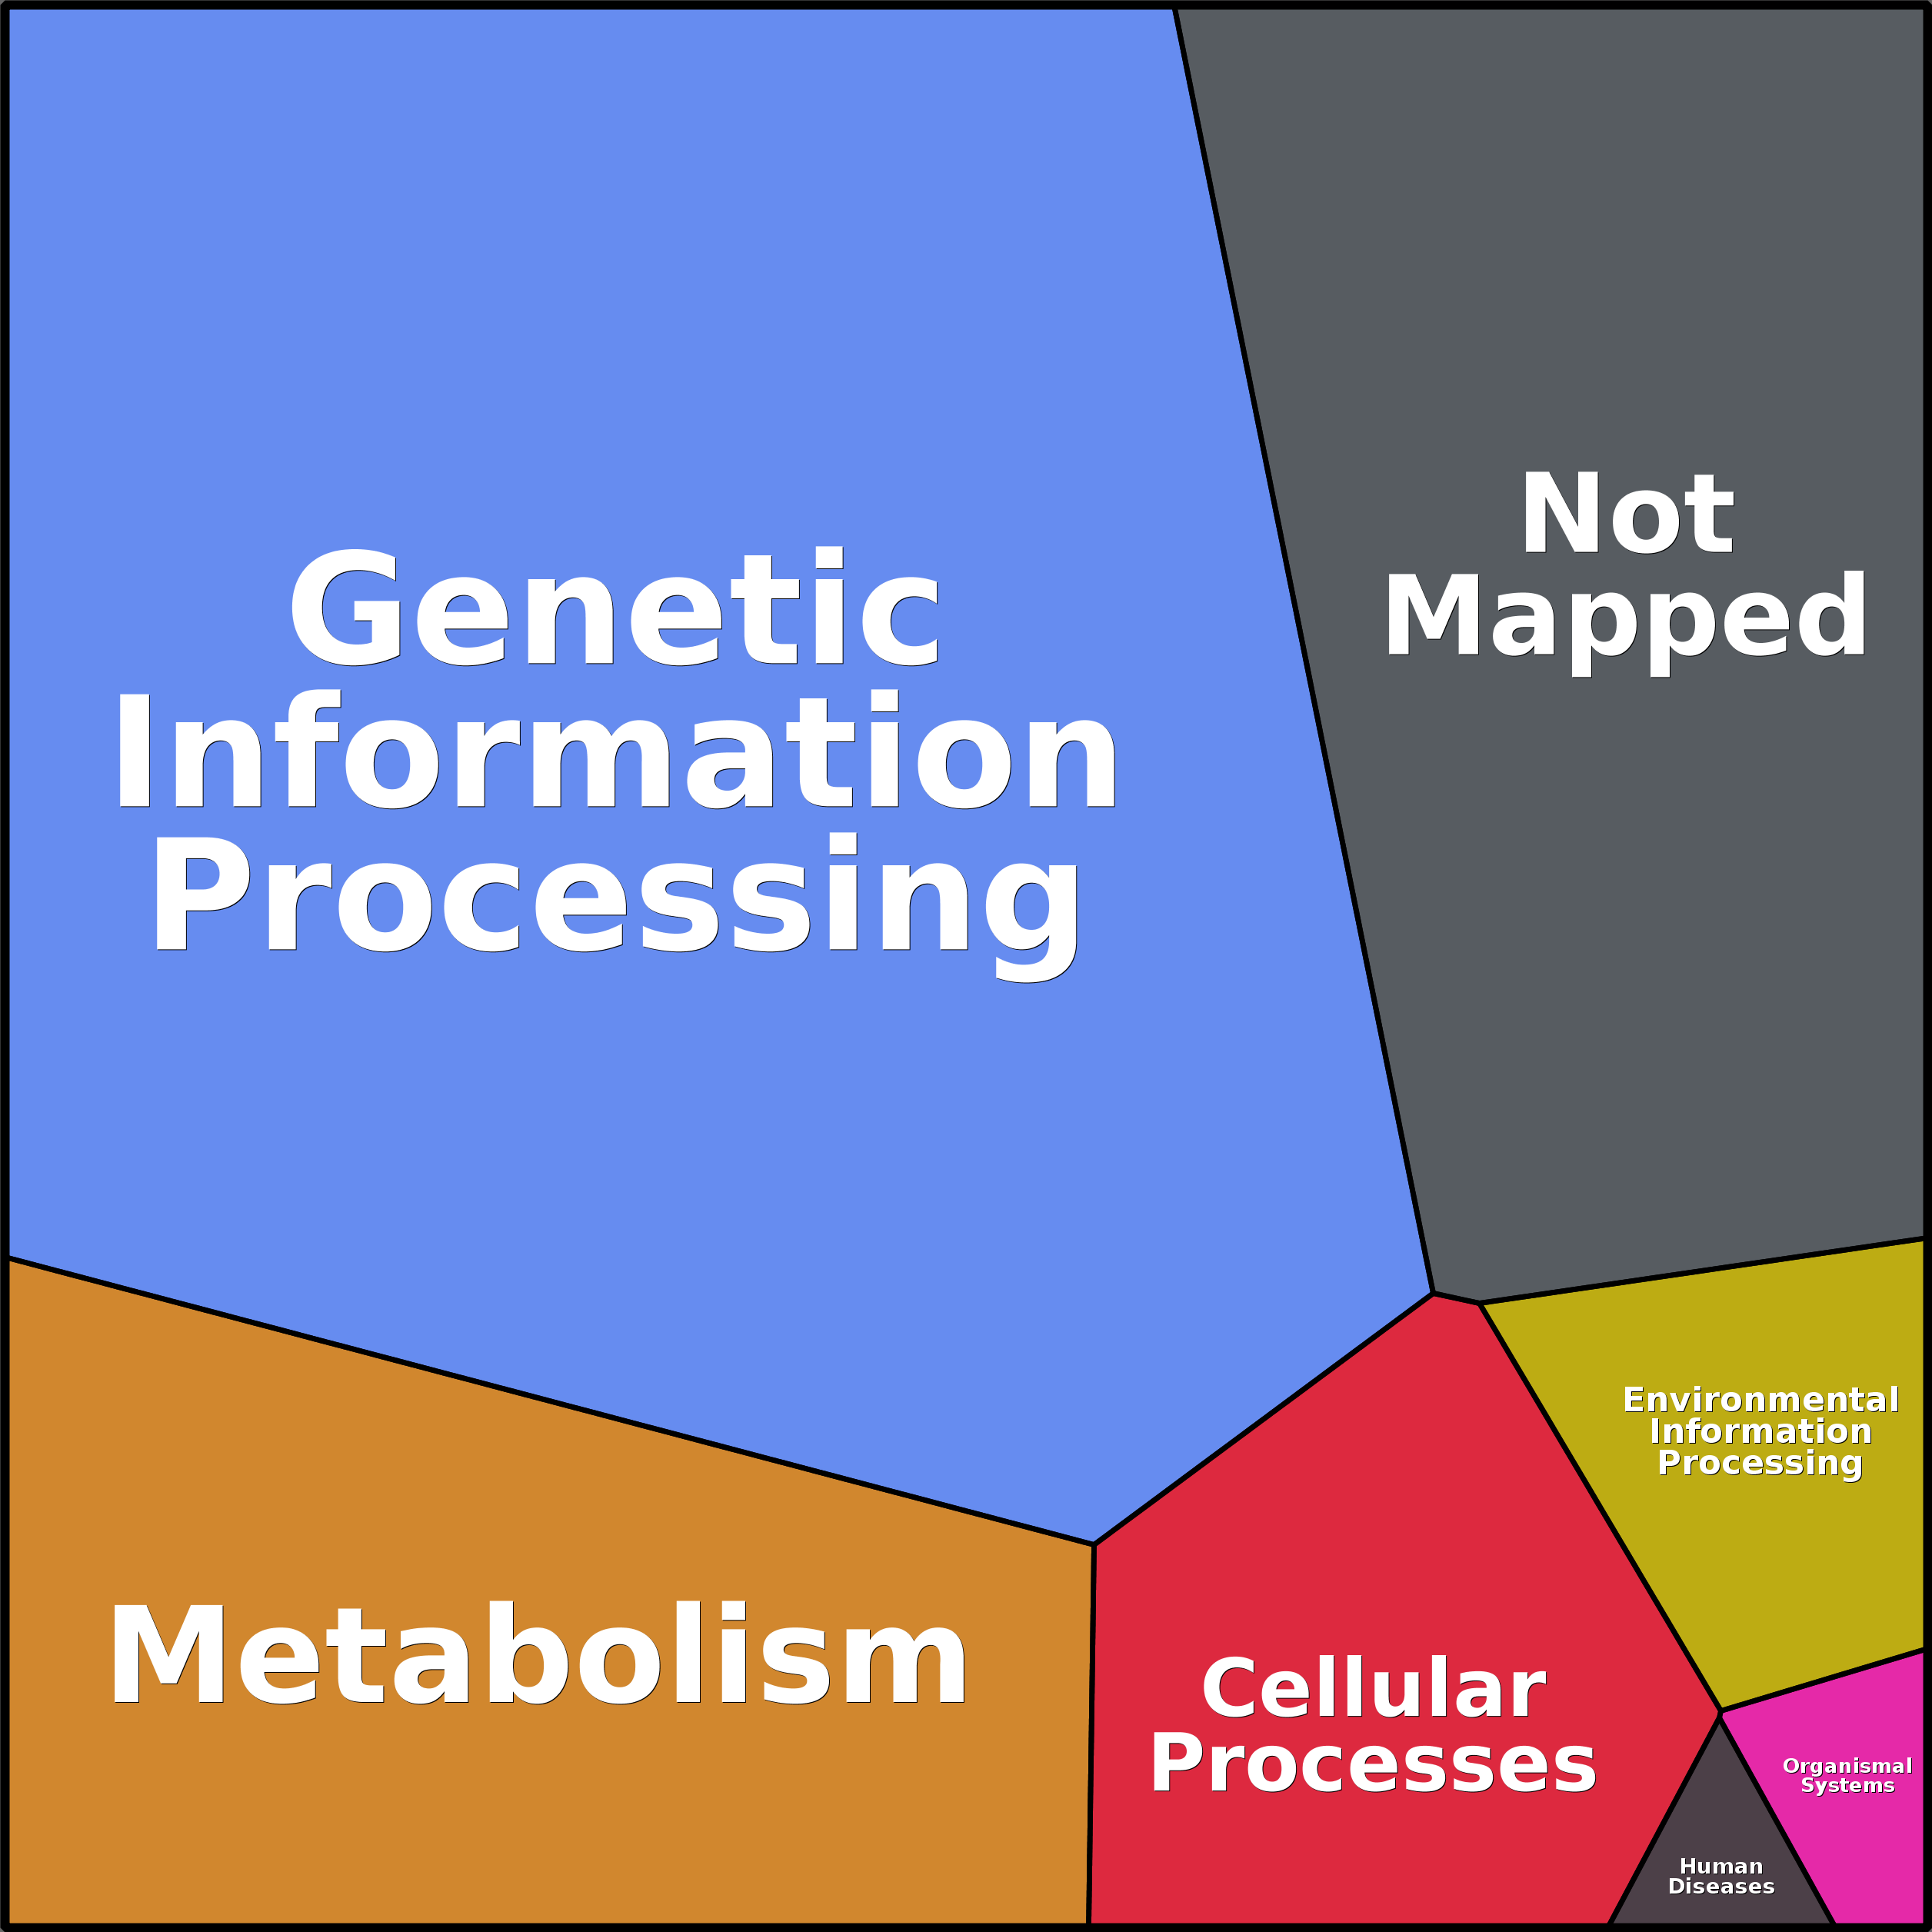 Genetic
Information
Processing
Not
Mapped
Environmental
Information
Processing
Metabolism
Cellular
Processes
Organismal
Systems
Human
Diseases